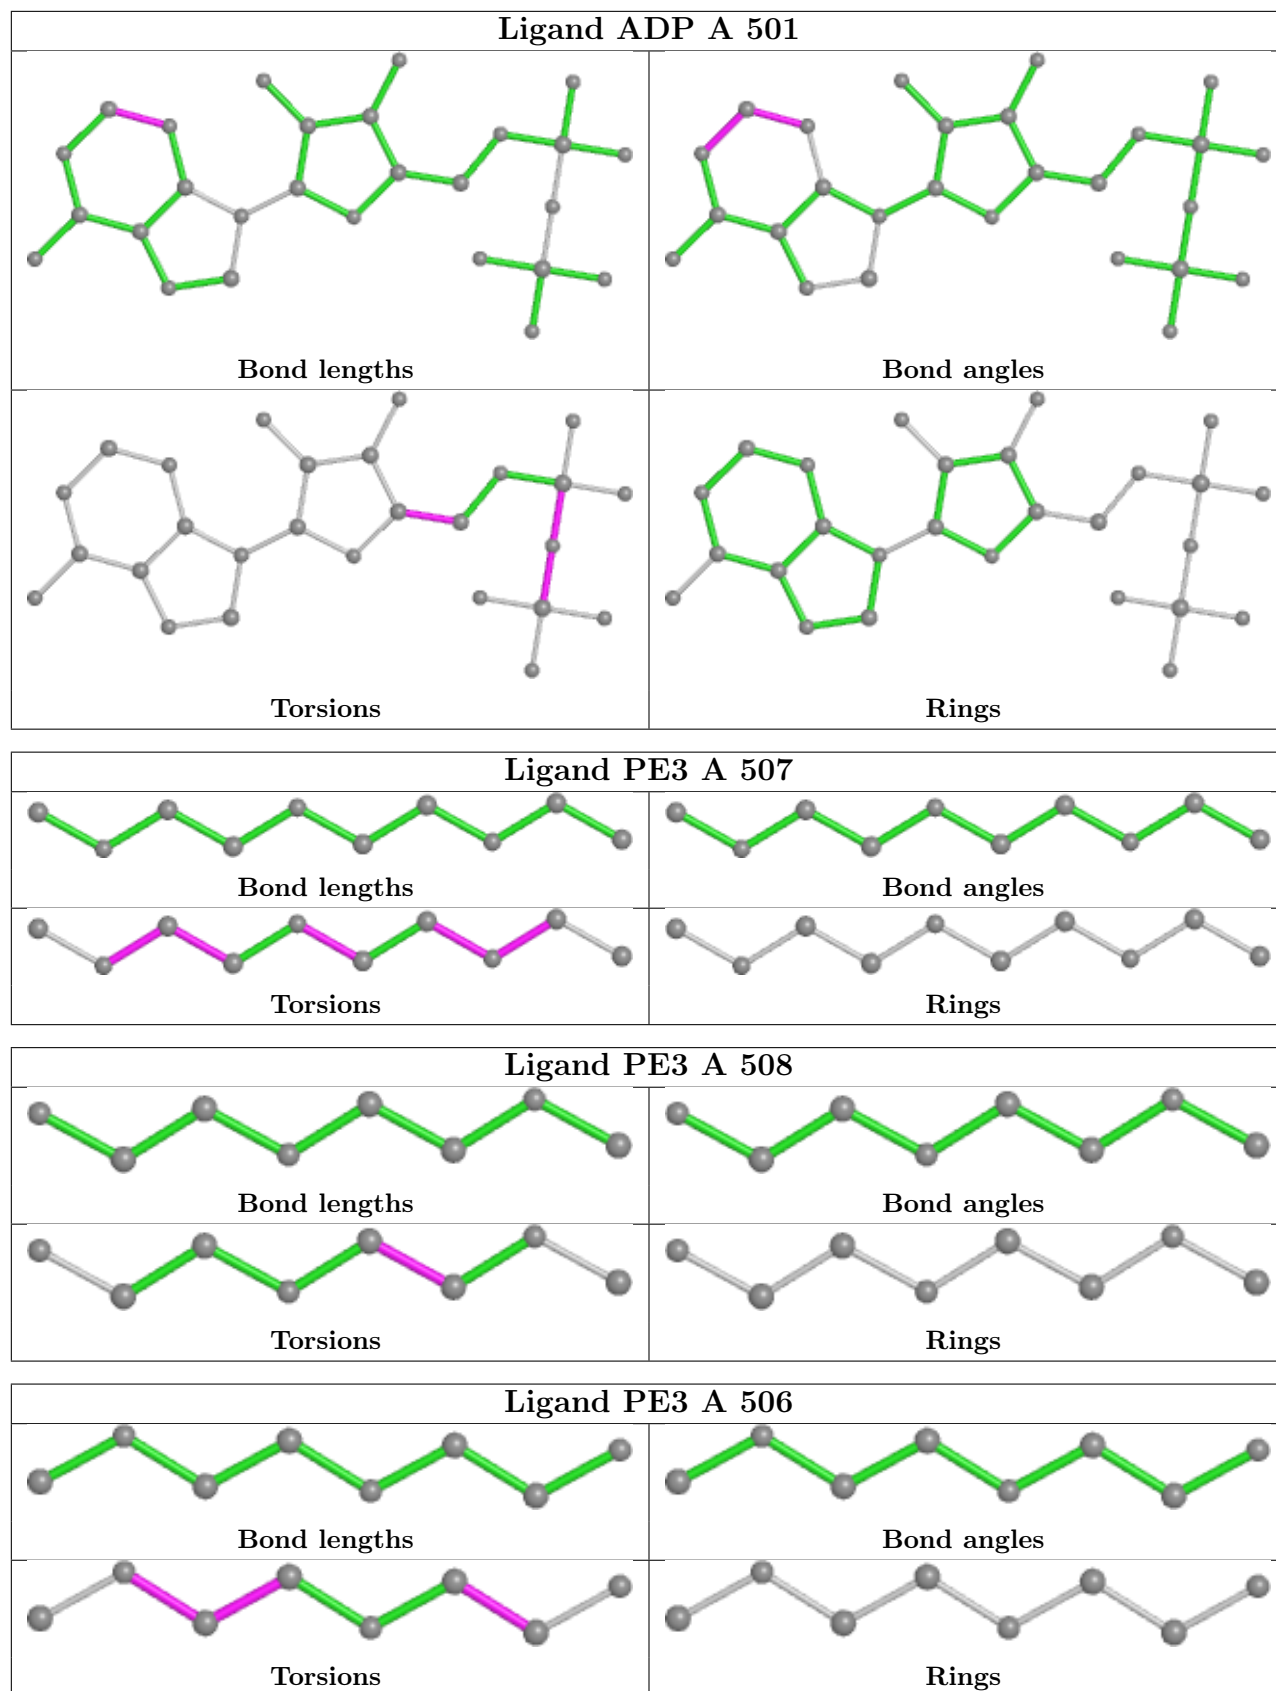 Ligand ADP A 501
Bond lengths
Bond angles
Torsions
Rings
Ligand PE3 A 507
Bond lengths
Bond angles
Torsions
Rings
Ligand PE3 A 508
Bond lengths
Bond angles
Torsions
Rings
Ligand PE3 A 506
Bond lengths
Bond angles
Torsions
Rings